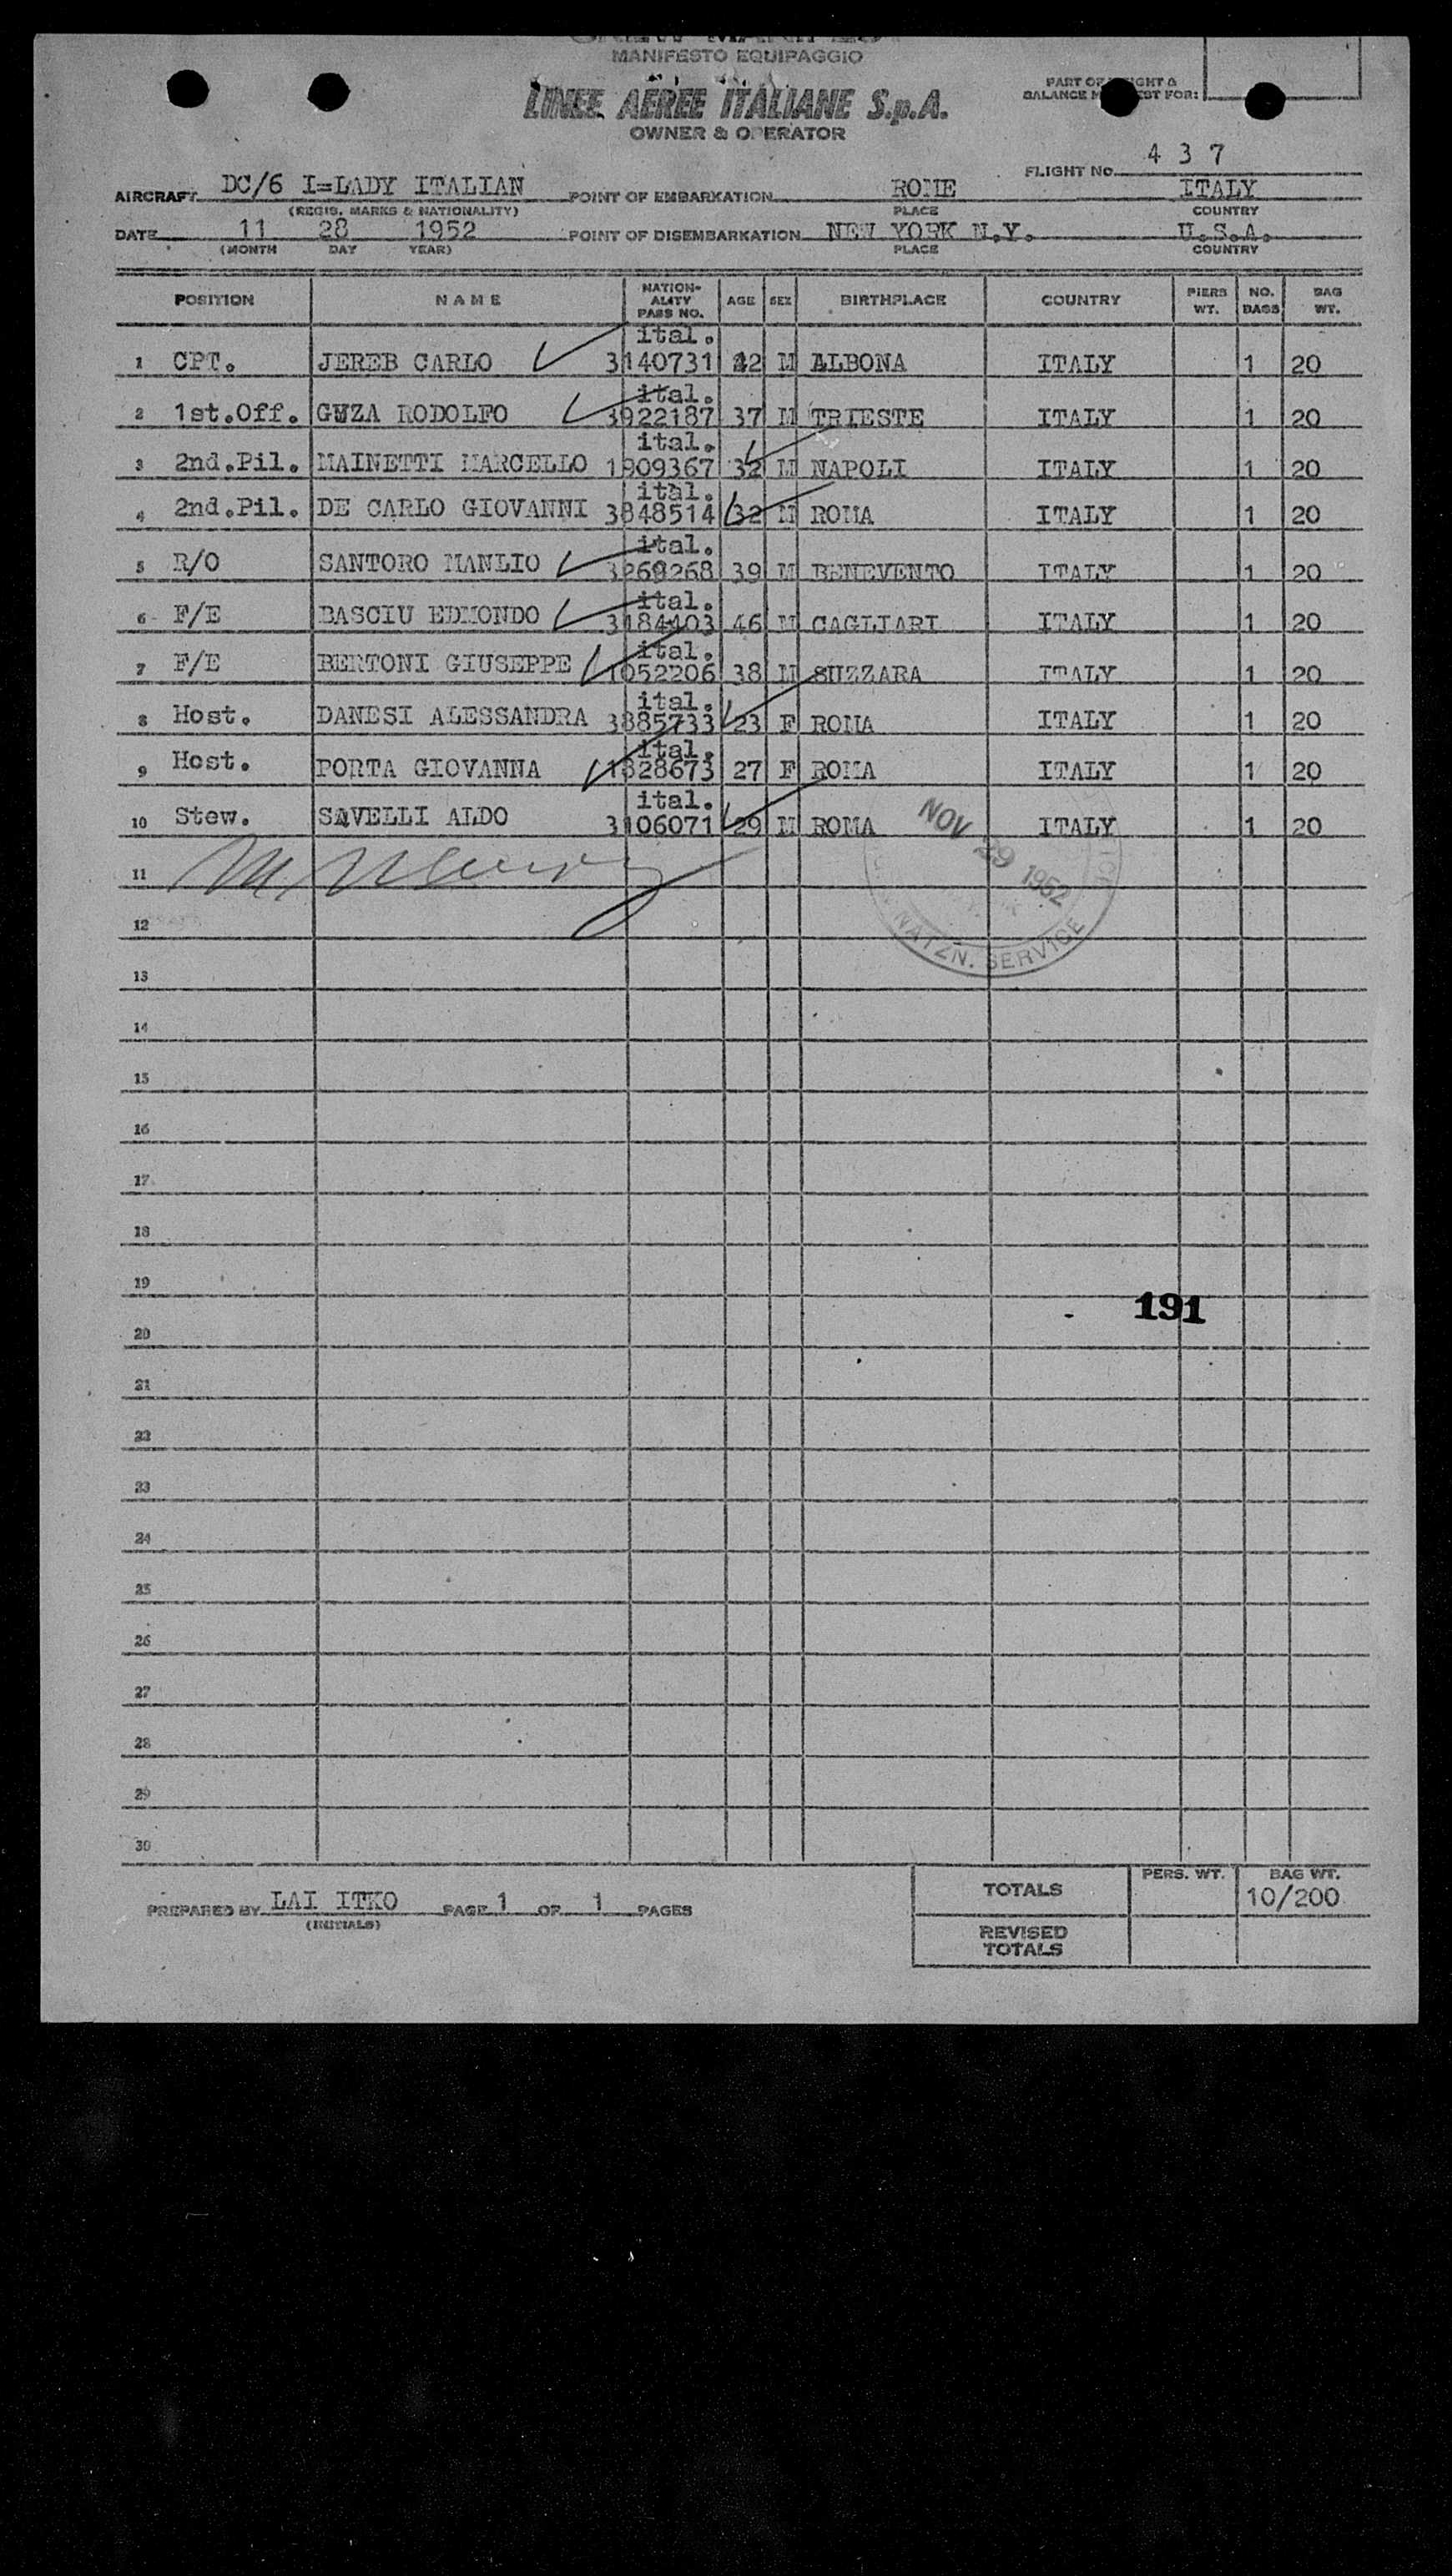 MANIFESTO EQUIPAGGIO
LINEE AEREE ITALIANE S.p.A.
OWNER & OPERATOR
PART OF WEIGHT &
BALANCE MANIFEST FOR:
FLIGHT No. 4 3 7
AIRCRAFT DC/6 I=LADY ITALIAN POINT OF EMBARKATION ROME ITALY
(REGIS. MARKS & NATIONALITY) PLACE COUNTRY
DATE 11 28 1952 POINT OF DISEMBARKATION NEW YORK N.Y. U.S.A.
(MONTH DAY YEAR) PLACE COUNTRY
POSITION NAME NATION-ALITY PASS NO. AGE SEX BIRTHPLACE COUNTRY PIERS WT. NO. BAGS BAG WT.
1 CPT. JEREB CARLO ital. 3140731 42 M ALBONA ITALY 1 20
2 1st.Off. GUZA RODOLFO ital. 3922187 37 M TRIESTE ITALY 1 20
3 2nd.Pil. MAINETTI MARCELLO ital. 1909367 32 M NAPOLI ITALY 1 20
4 2nd.Pil. DE CARLO GIOVANNI ital. 3848514 32 M ROMA ITALY 1 20
5 R/O SANTORO MANLIO ital. 3269268 39 M BENEVENTO ITALY 1 20
6 F/E BASCIU EDMONDO ital. 3184403 46 M CAGLIARI ITALY 1 20
7 F/E BERTONI GIUSEPPE ital. 1052206 38 M SUZZARA ITALY 1 20
8 Host. DANESI ALESSANDRA ital. 3885733 23 F ROMA ITALY 1 20
9 Host. PORTA GIOVANNA ital. 1828673 27 F ROMA ITALY 1 20
10 Stew. SAVELLI ALDO ital. 3106071 29 M ROMA ITALY 1 20
NOV 29 1952
NATZN. SERVICE
11
12
13
14
15
16
17
18
19
191
20
21
22
23
24
25
26
27
28
29
30
PREPARED BY LAI ITKO PAGE 1 OF 1 PAGES
(INITIALS)
PERS. WT. BAG WT.
TOTALS 10/200
REVISED
TOTALS